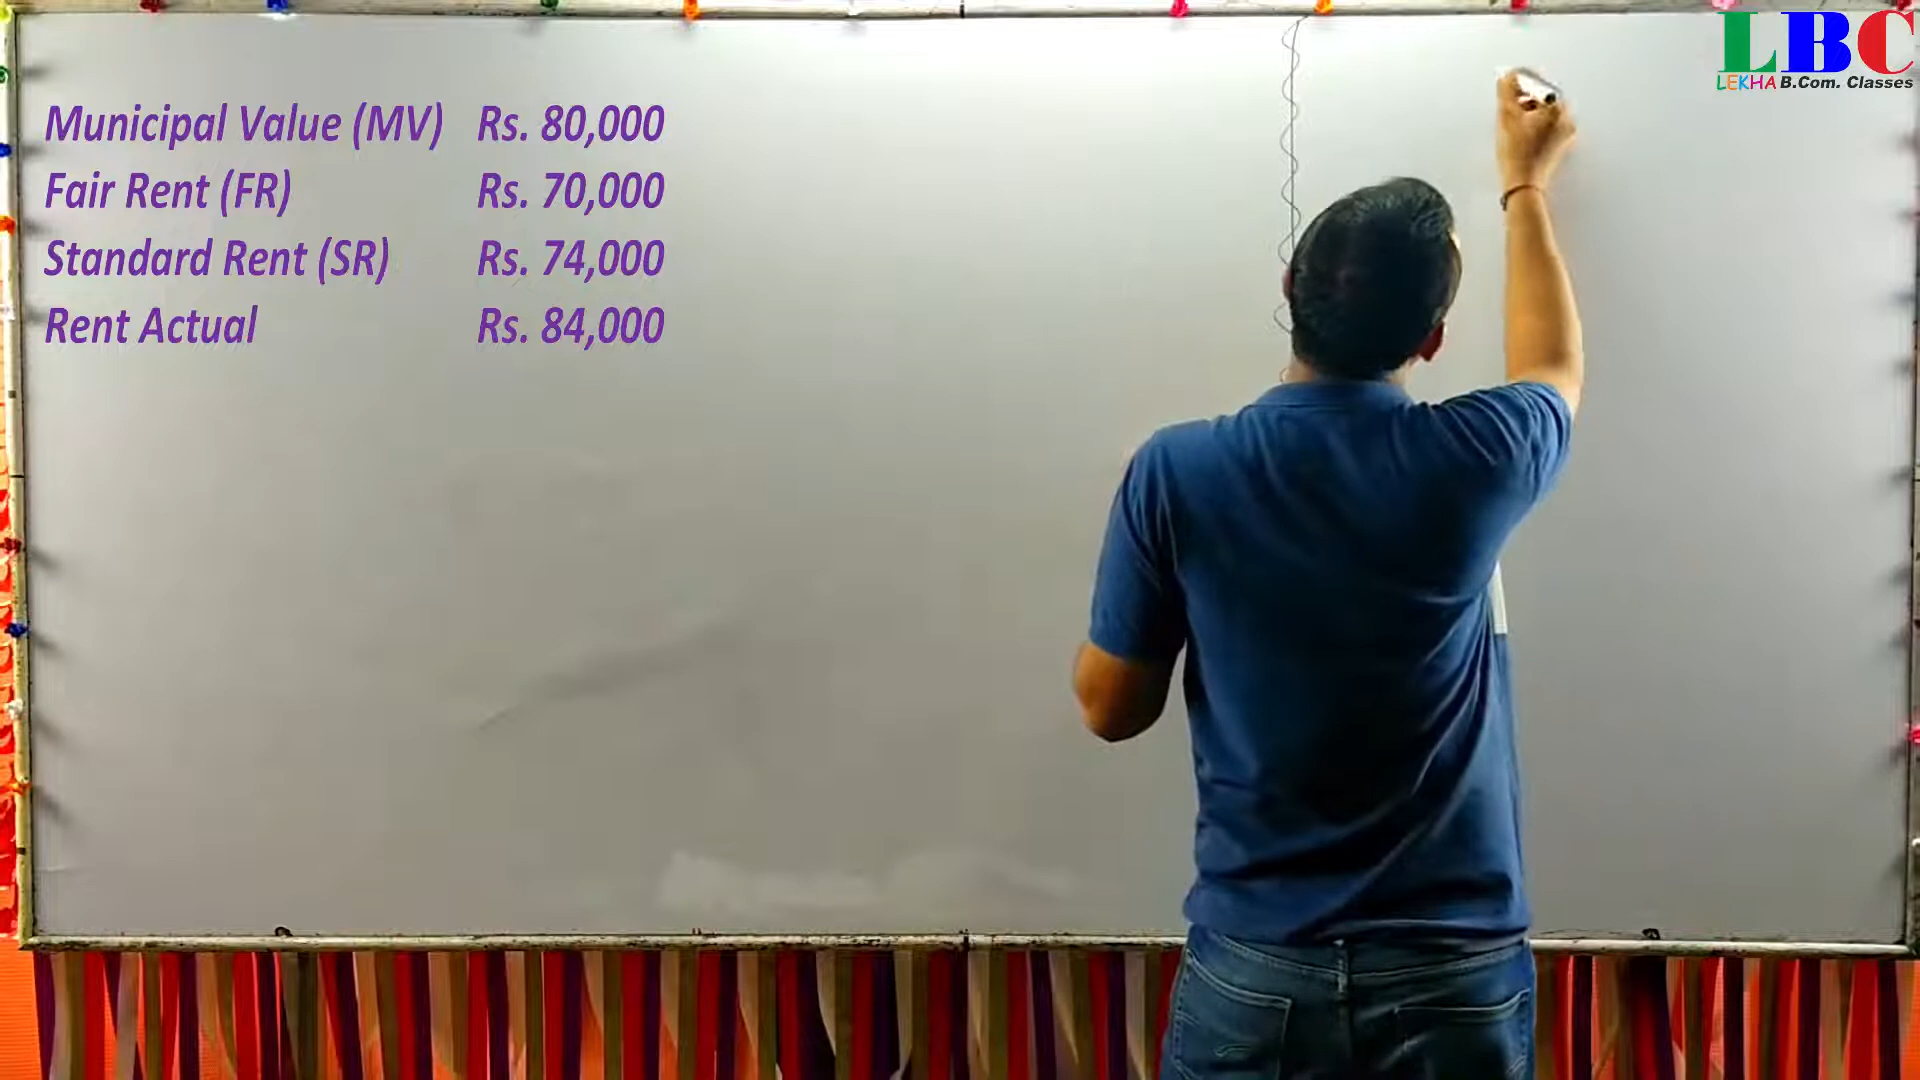 LBC
LEKHA B.Com. Classes
Municipal Value (MV) Rs. 80,000
Fair Rent (FR) Rs. 70,000
Standard Rent (SR) Rs. 74,000
Rent Actual Rs. 84,000